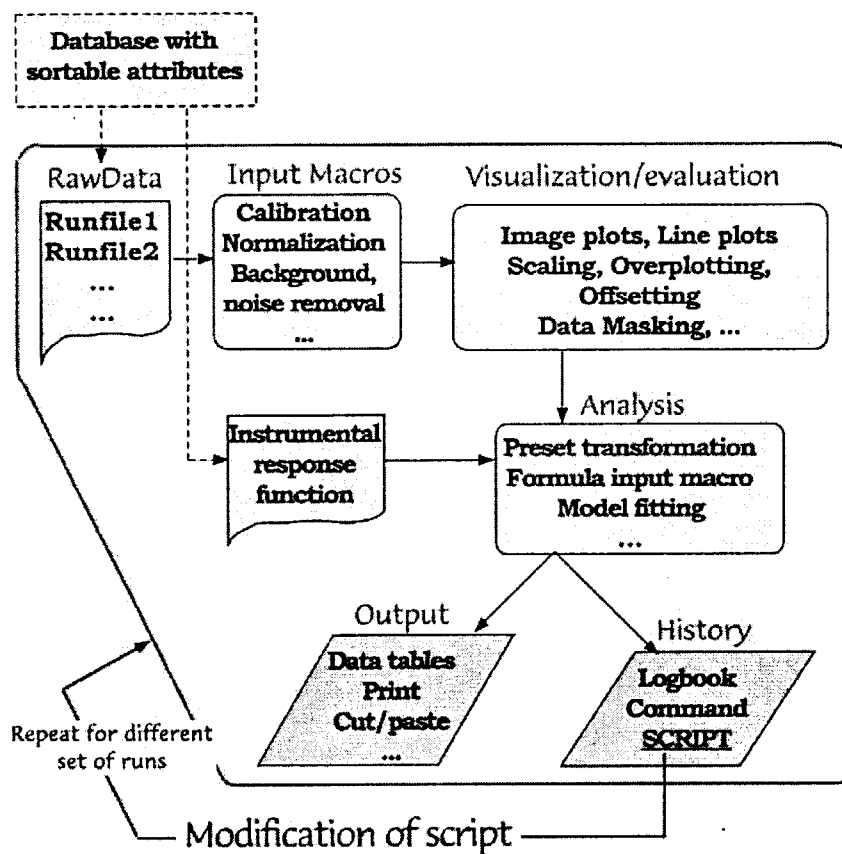 Database with
sortable attributes
RawData
Runfile1
Runfile2
...
...
Input Macros
Calibration
Normalization
Background,
noise removal
...
Visualization/evaluation
Image plots, Line plots
Scaling, Overplotting,
Offsetting
Data Masking, ...
Instrumental
response
function
Analysis
Preset transformation
Formula input macro
Model fitting
...
Output
Data tables
Print
Cut/paste
...
History
Logbook
Command
SCRIPT
Repeat for different
set of runs
Modification of script